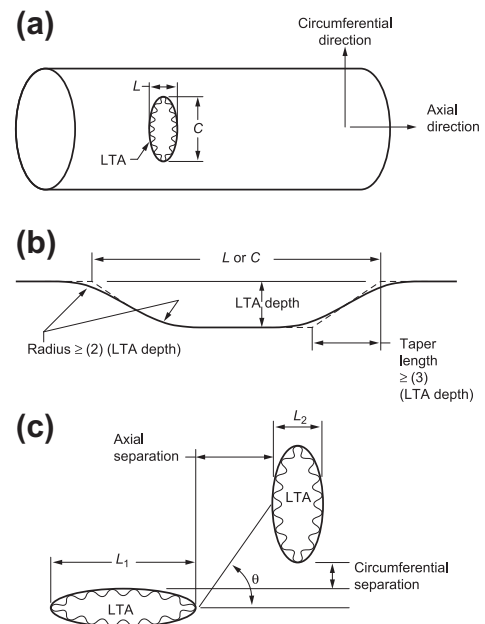 (a)
Circumferential
direction
L
C
LTA
Axial
direction
(b)
L or C
LTA depth
Radius ≥ (2) (LTA depth)
Taper
length
≥ (3)
(LTA depth)
(c)
L2
Axial
separation
LTA
L1
θ
Circumferential
separation
LTA